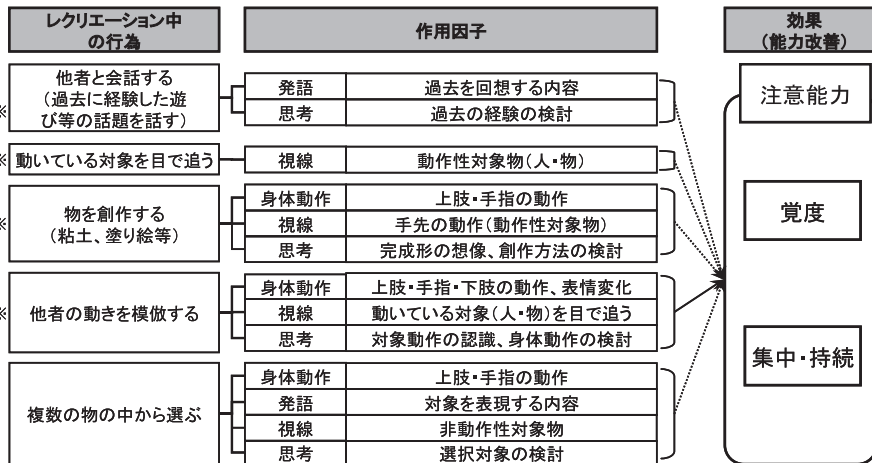 レクリエーション中
の行為
作用因子
効果
(能力改善)
※
他者と会話する
(過去に経験した遊
び等の話題を話す)
発語 過去を回想する内容
思考 過去の経験の検討
※
動いている対象を目で追う
視線 動作性対象物(人・物)
※
物を創作する
(粘土、塗り絵等)
身体動作 上肢・手指の動作
視線 手先の動作(動作性対象物)
思考 完成形の想像、創作方法の検討
※
他者の動きを模倣する
身体動作 上肢・手指・下肢の動作、表情変化
視線 動いている対象(人・物)を目で追う
思考 対象動作の認識、身体動作の検討
複数の物の中から選ぶ
身体動作 上肢・手指の動作
発語 対象を表現する内容
視線 非動作性対象物
思考 選択対象の検討
注意能力
覚度
集中・持続